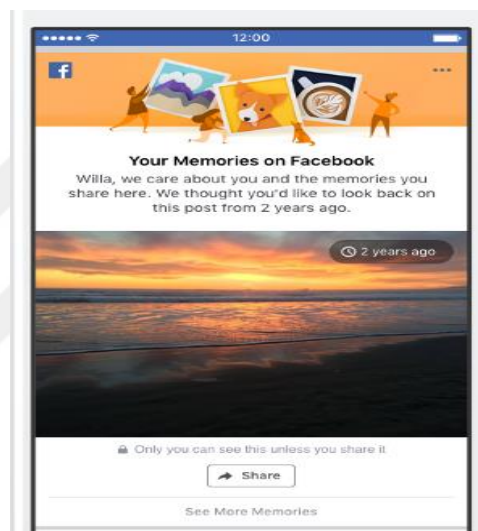 12:00
f
Your Memories on Facebook
Willa, we care about you and the memories you
share here. We thought you'd like to look back on
this post from 2 years ago.
2 years ago
Only you can see this unless you share it
Share
See More Memories